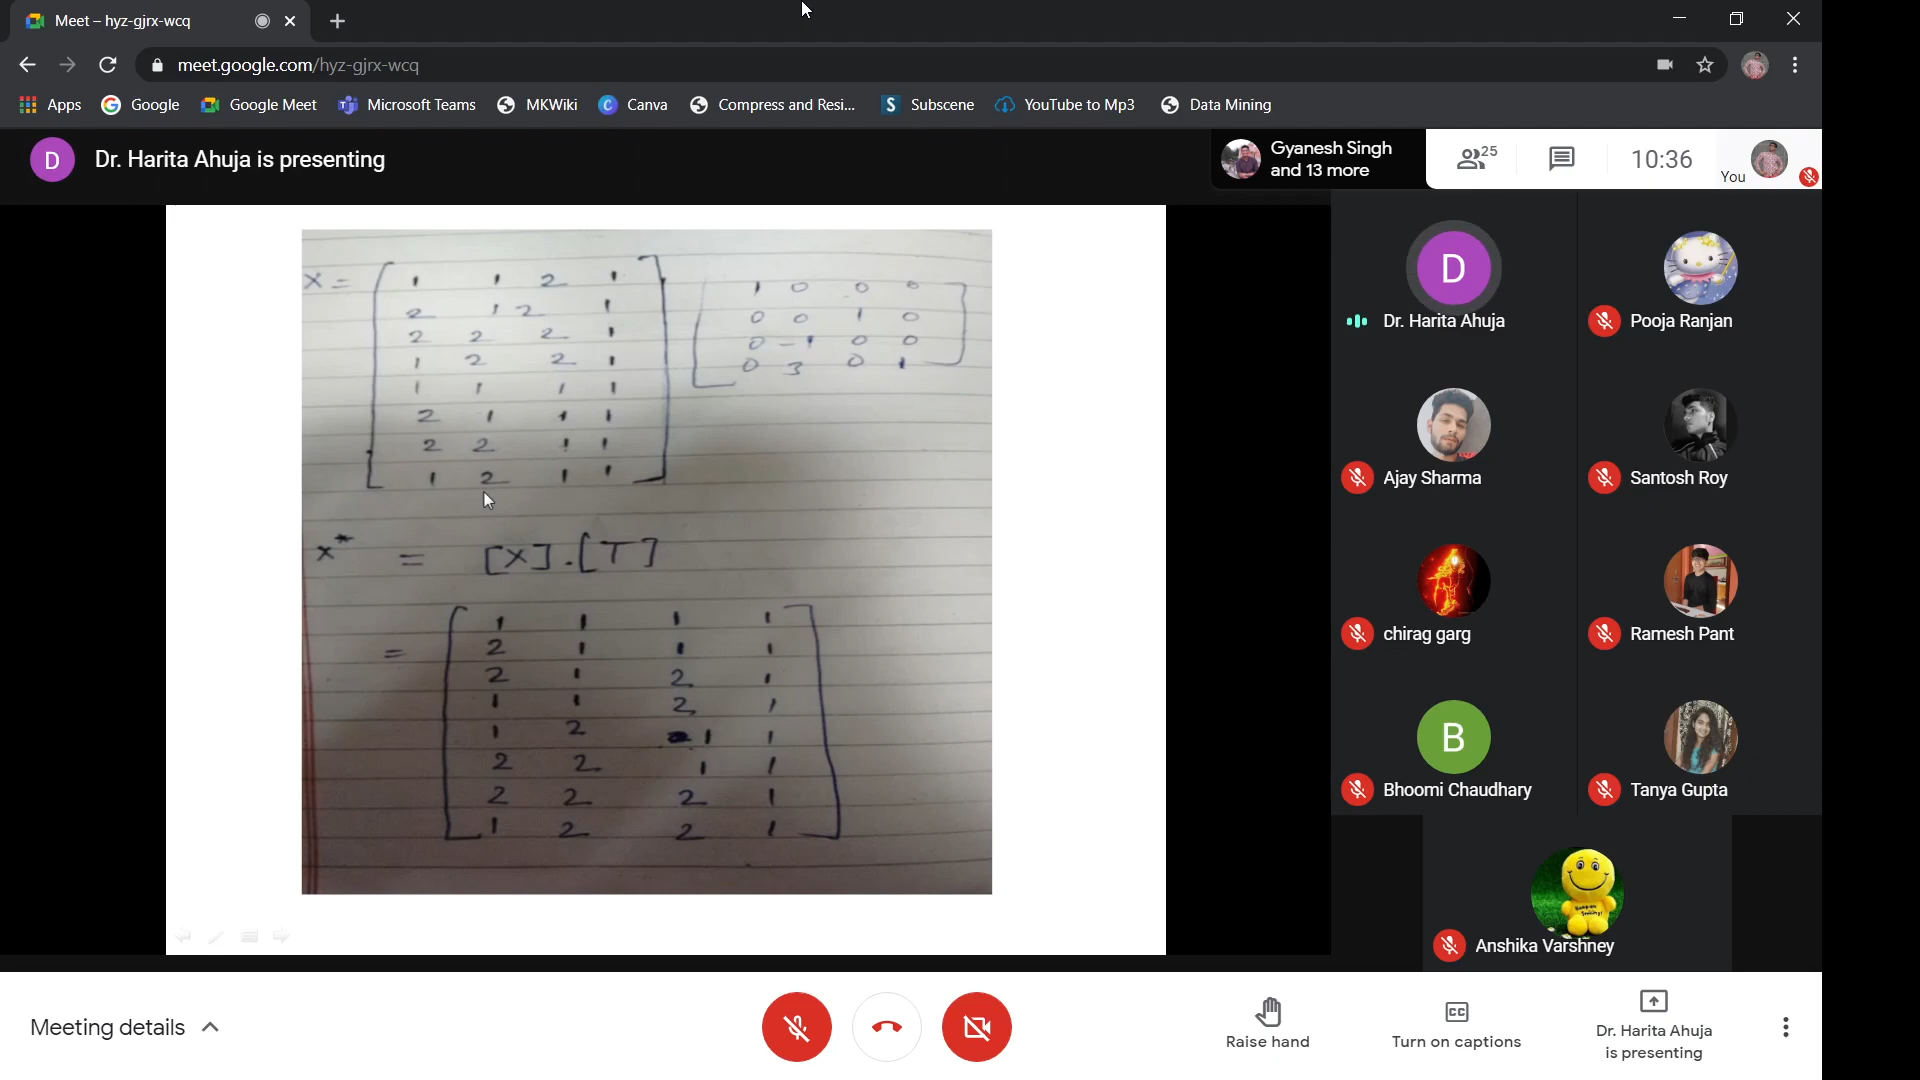 Meet – hyz-gjrx-wcq
meet.google.com/hyz-gjrx-wcq
Apps Google Google Meet Microsoft Teams MKWiki Canva Compress and Resi... Subscene YouTube to Mp3 Data Mining
D Dr. Harita Ahuja is presenting
Gyanesh Singh
and 13 more
25
10:36
You
X =
1 1 2 1
2 1 2 1
2 2 2 1
1 2 2 1
1 1 1 1
2 1 1 1
2 2 1 1
1 2 1 1
1 0 0 0
0 0 1 0
0 -1 0 0
0 3 0 1
X* = [X].[T]
=
1 1 1 1
2 1 1 1
2 1 2 1
1 1 2 1
1 2 1 1
2 2 1 1
2 2 2 1
1 2 2 1
D
Dr. Harita Ahuja
Pooja Ranjan
Ajay Sharma
Santosh Roy
chirag garg
Ramesh Pant
B
Bhoomi Chaudhary
Tanya Gupta
Anshika Varshney
Meeting details
Raise hand
CC
Turn on captions
Dr. Harita Ahuja
is presenting